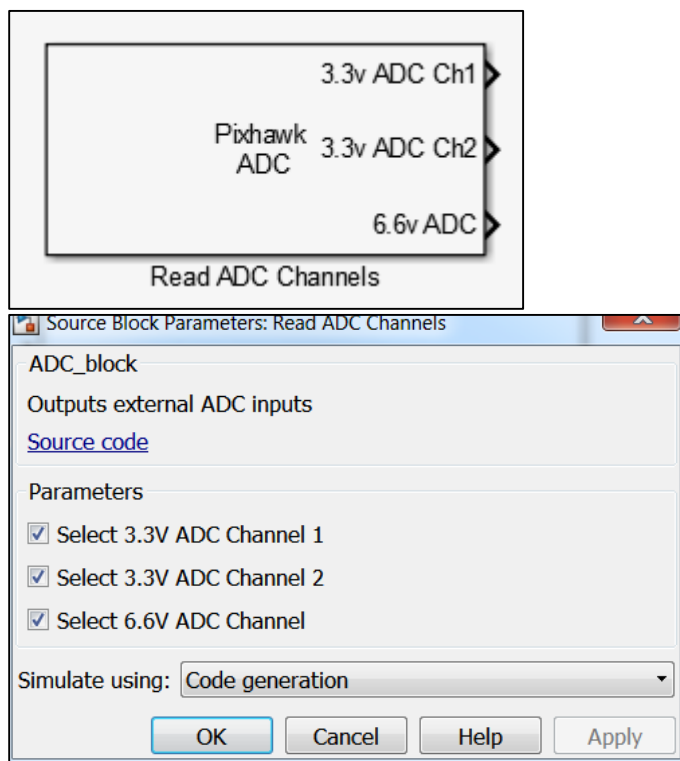 3.3v ADC Ch1
Pixhawk
ADC
3.3v ADC Ch2
6.6v ADC
Read ADC Channels
Source Block Parameters: Read ADC Channels
ADC_block
Outputs external ADC inputs
Source code
Parameters
Select 3.3V ADC Channel 1
Select 3.3V ADC Channel 2
Select 6.6V ADC Channel
Simulate using: Code generation
OK Cancel Help Apply